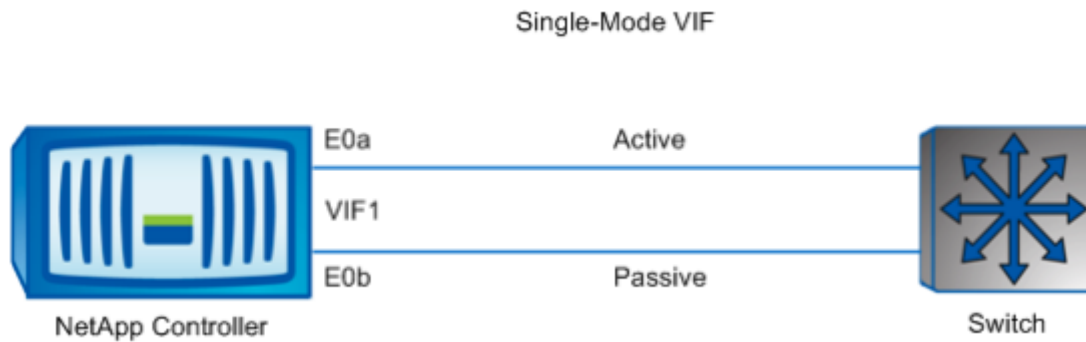 Single-Mode VIF
E0a Active
VIF1
E0b Passive
NetApp Controller
Switch